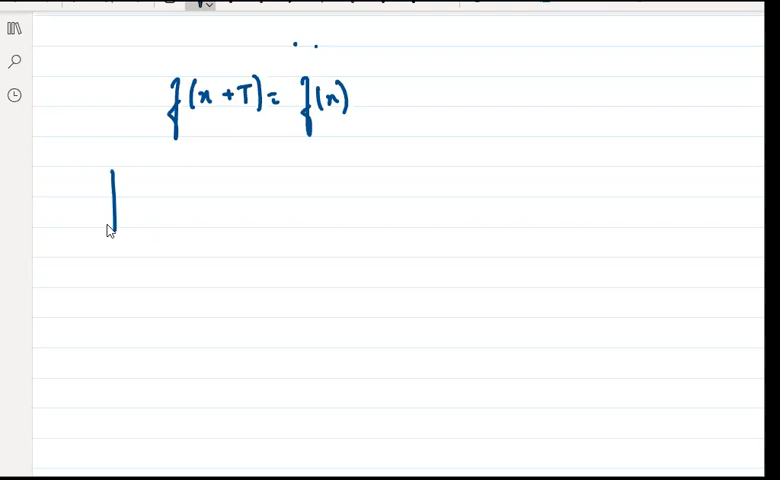 f(x + T) = f(x)